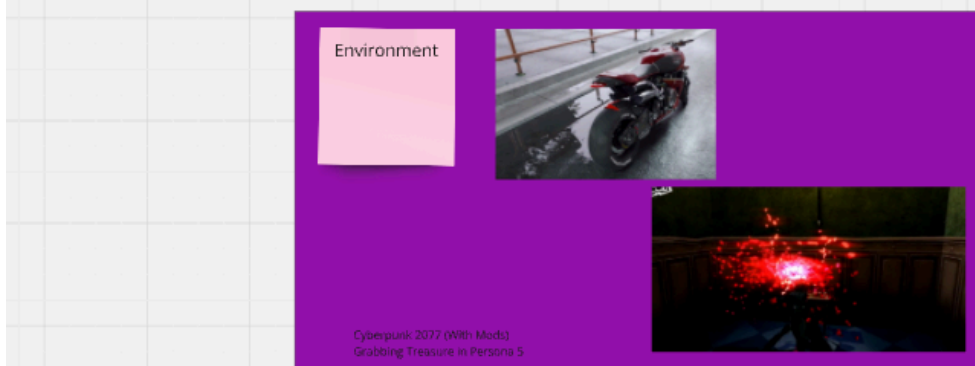 Environment
Cyberpunk 2077 (With Mods)
Grabbing Treasure in Persona 5